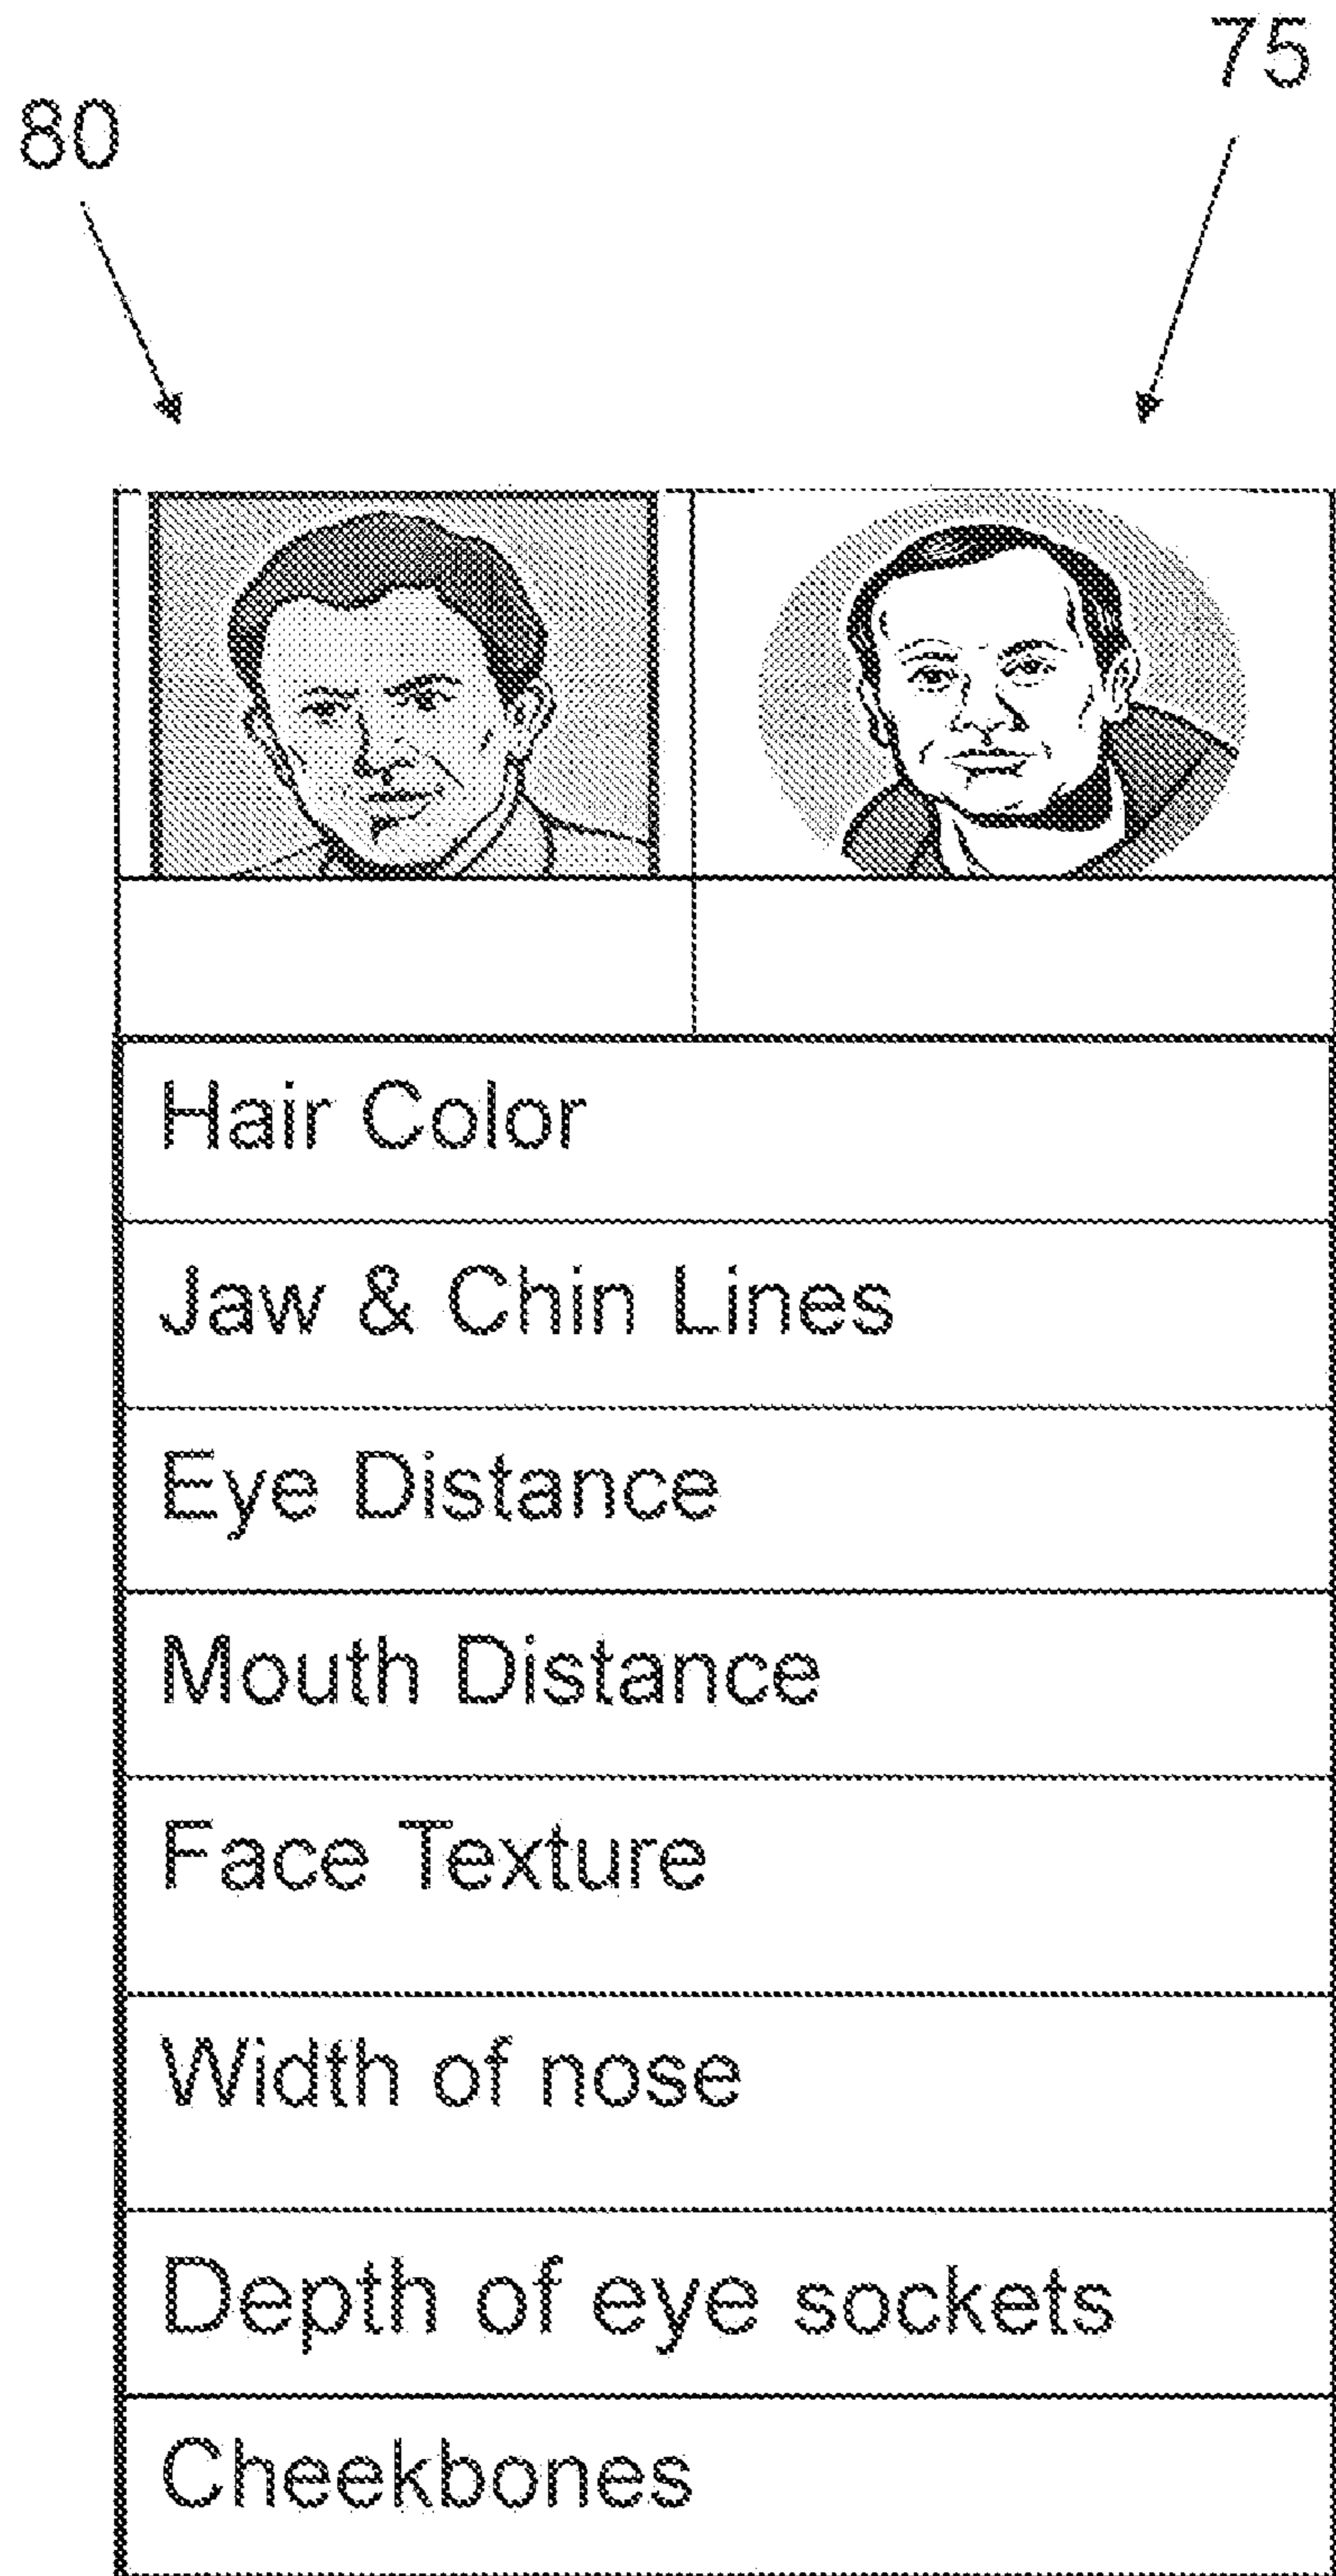 75
80
Hair Color
Jaw & Chin Lines
Eye Distance
Mouth Distance
Face Texture
Width of nose
Depth of eye sockets
Cheekbones